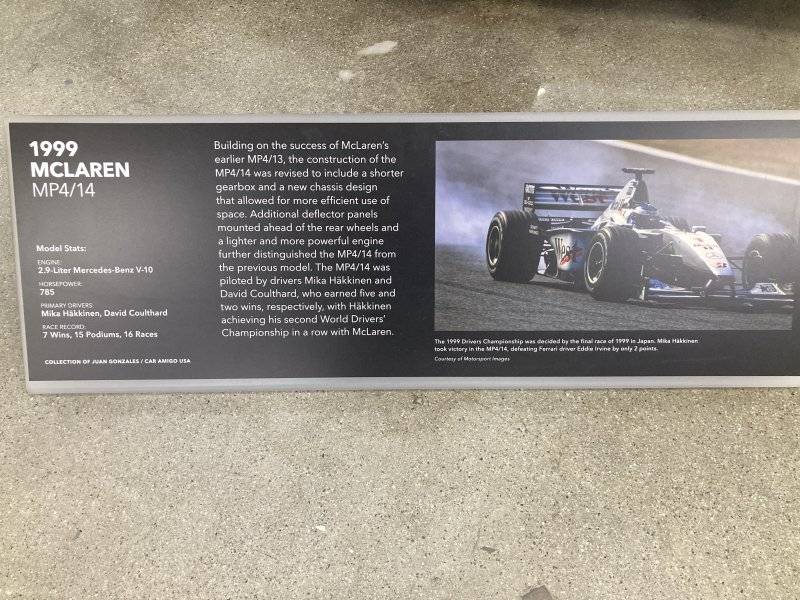 1999
MCLAREN
MP4/14
Model Stats:
ENGINE:
2.9-Liter Mercedes-Benz V-10
HORSEPOWER:
785
PRIMARY DRIVERS:
Mika Häkkinen, David Coulthard
RACE RECORD:
7 Wins, 15 Podiums, 16 Races
COLLECTION OF JUAN GONZALES / CAR AMIGO USA
Building on the success of McLaren's
earlier MP4/13, the construction of the
MP4/14 was revised to include a shorter
gearbox and a new chassis design
that allowed for more efficient use of
space. Additional deflector panels
mounted ahead of the rear wheels and
a lighter and more powerful engine
further distinguished the MP4/14 from
the previous model. The MP4/14 was
piloted by drivers Mika Häkkinen and
David Coulthard, who earned five and
two wins, respectively, with Häkkinen
achieving his second World Drivers'
Championship in a row with McLaren.
West
West
The 1999 Drivers Championship was decided by the final race of 1999 in Japan. Mika Häkkinen
took victory in the MP4/14, defeating Ferrari driver Eddie Irvine by only 2 points.
Courtesy of Motorsport Images